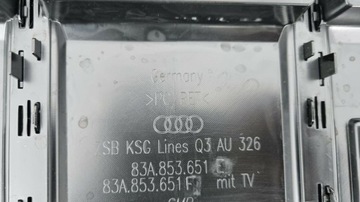 Germany
SB KSG Lines Q3 AU 326
83A.853.651 E
83A.853.651 F mit TV